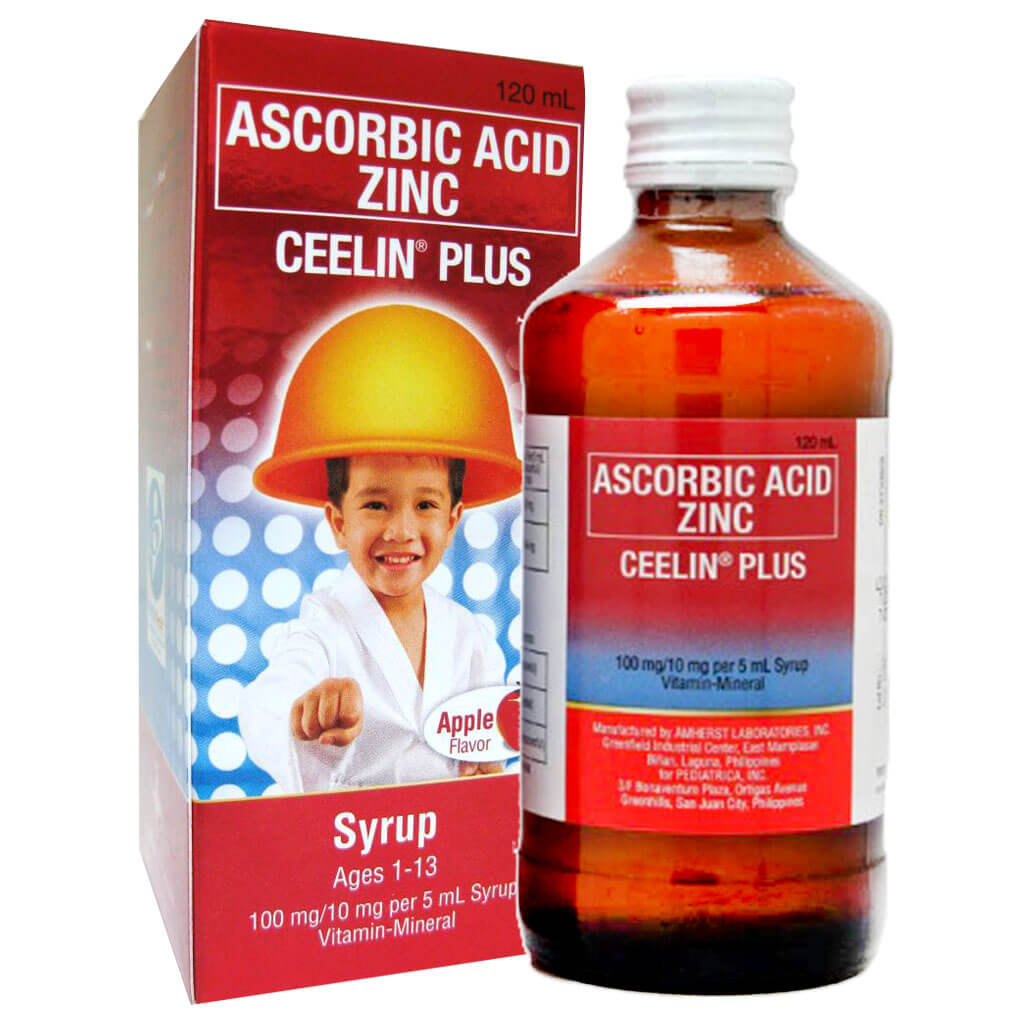 120 mL
ASCORBIC ACID
ZINC
CEELIN® PLUS
Apple
Flavor
Syrup
Ages 1-13
100 mg/10 mg per 5 mL Syrup
Vitamin-Mineral
120 mL
ASCORBIC ACID
ZINC
CEELIN® PLUS
100 mg/10 mg per 5 mL Syrup
Vitamin-Mineral
Manufactured by AMHERST LABORATORIES, INC.
Greenfield Industrial Center, East Mamplasan
Biñan, Laguna, Philippines
for PEDIATRICA, INC.
3/F Bonaventure Plaza, Ortigas Avenue
Greenhills, San Juan City, Philippines